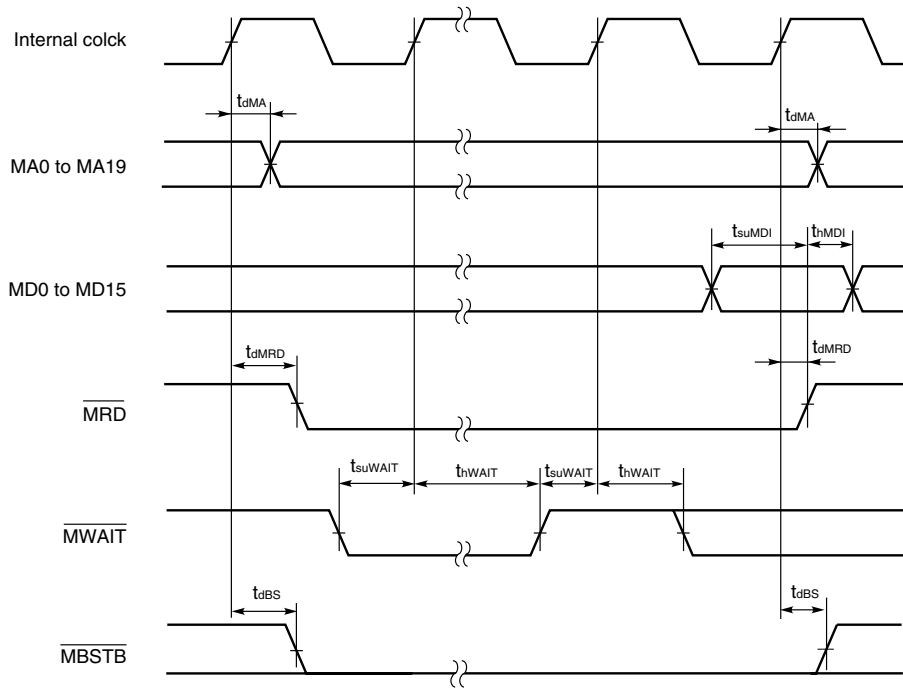 Internal colck
tdMA
tdMA
MA0 to MA19
tsuMDI
thMDI
MD0 to MD15
tdMRD
tdMRD
MRD
tsuWAIT
thWAIT
tsuWAIT
thWAIT
MWAIT
tdBS
tdBS
MBSTB